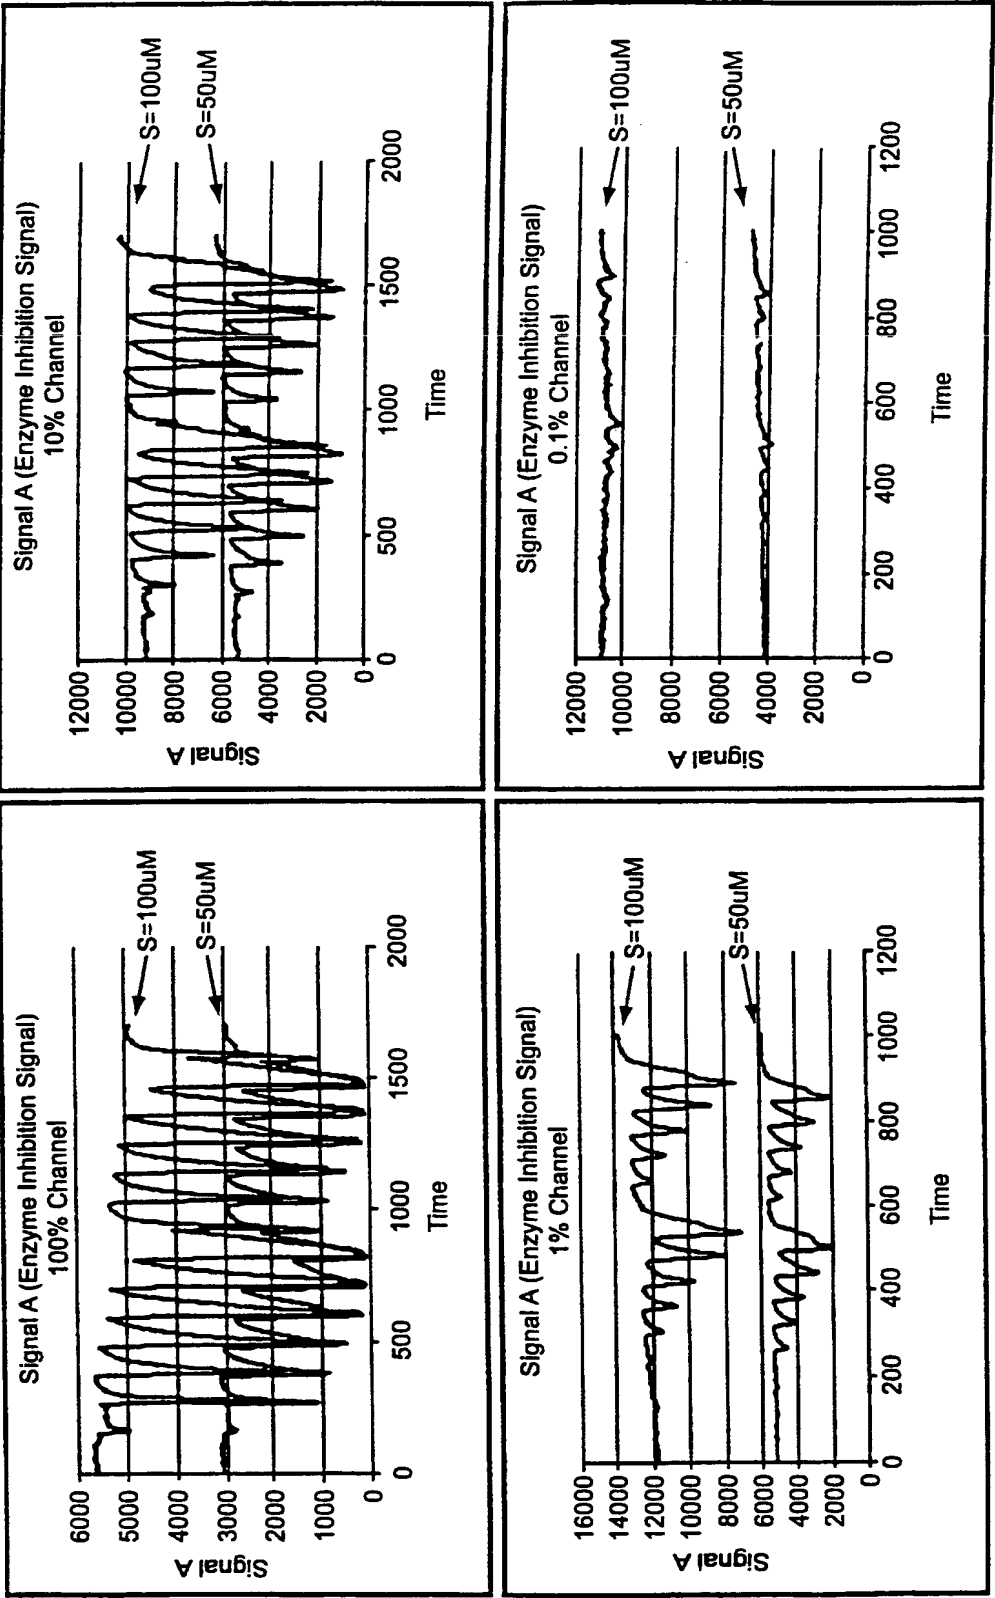 Signal A (Enzyme Inhibition Signal)
100% Channel
6000
5000
4000
3000
2000
1000
0
Signal A
0
500
1000
1500
2000
Time
S=100uM
S=50uM
Signal A (Enzyme Inhibition Signal)
10% Channel
12000
10000
8000
6000
4000
2000
0
Signal A
0
500
1000
1500
2000
Time
S=100uM
S=50uM
Signal A (Enzyme Inhibition Signal)
1% Channel
16000
14000
12000
10000
8000
6000
4000
2000
0
Signal A
0
200
400
600
800
1000
1200
Time
S=100uM
S=50uM
Signal A (Enzyme Inhibition Signal)
0.1% Channel
12000
10000
8000
6000
4000
2000
0
Signal A
0
200
400
600
800
1000
1200
Time
S=100uM
S=50uM